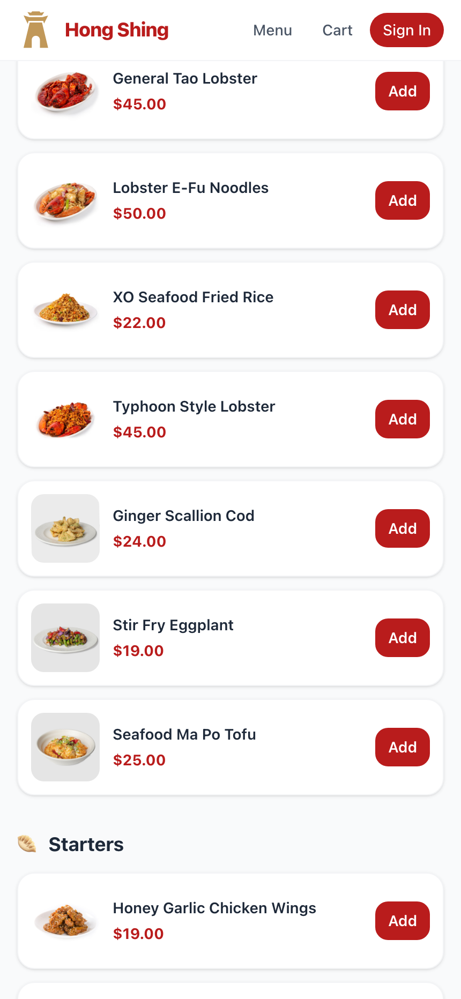 Hong Shing
Menu
Cart
Sign In
General Tao Lobster
$45.00
Add
Lobster E-Fu Noodles
$50.00
Add
XO Seafood Fried Rice
$22.00
Add
Typhoon Style Lobster
$45.00
Add
Ginger Scallion Cod
$24.00
Add
Stir Fry Eggplant
$19.00
Add
Seafood Ma Po Tofu
$25.00
Add
Starters
Honey Garlic Chicken Wings
$19.00
Add